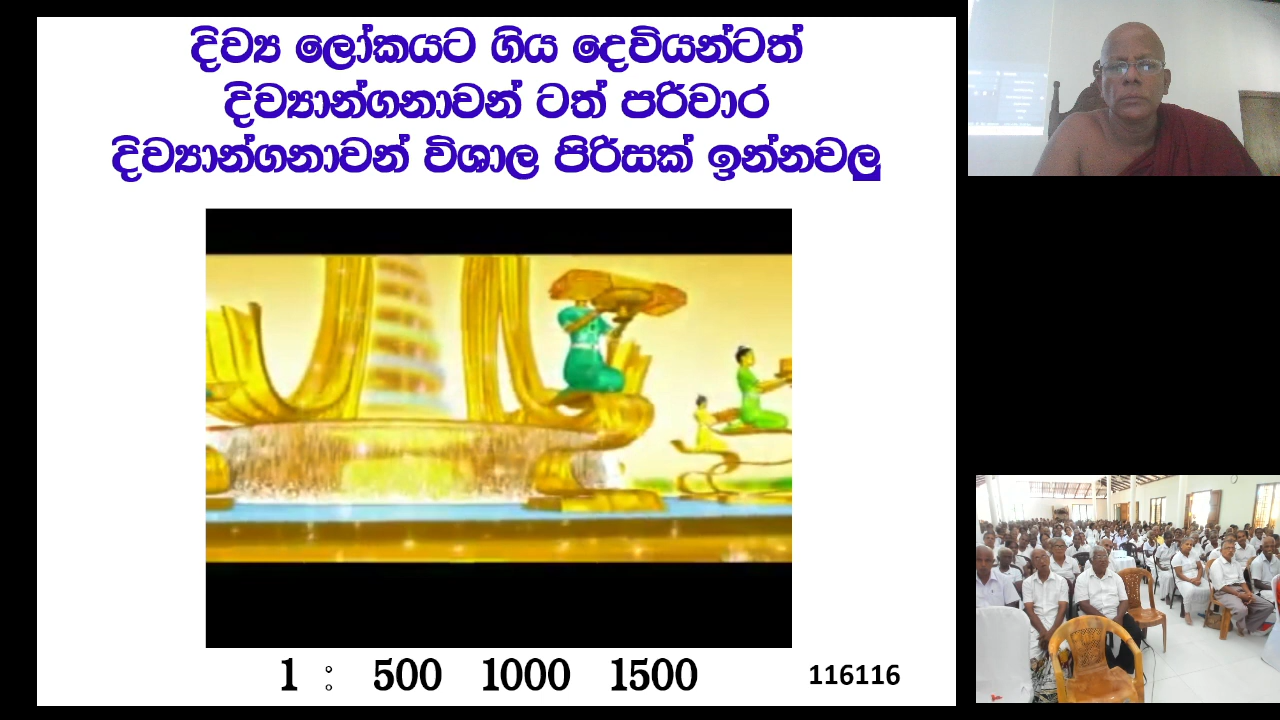 දිව්‍ය ලෝකයට ගිය දෙවියන්ටත්
දිව්‍යාන්ගනාවන් ටත් පරිවාර
දිව්‍යාන්ගනාවන් විශාල පිරිසක් ඉන්නවලු
1 : 500 1000 1500
116116